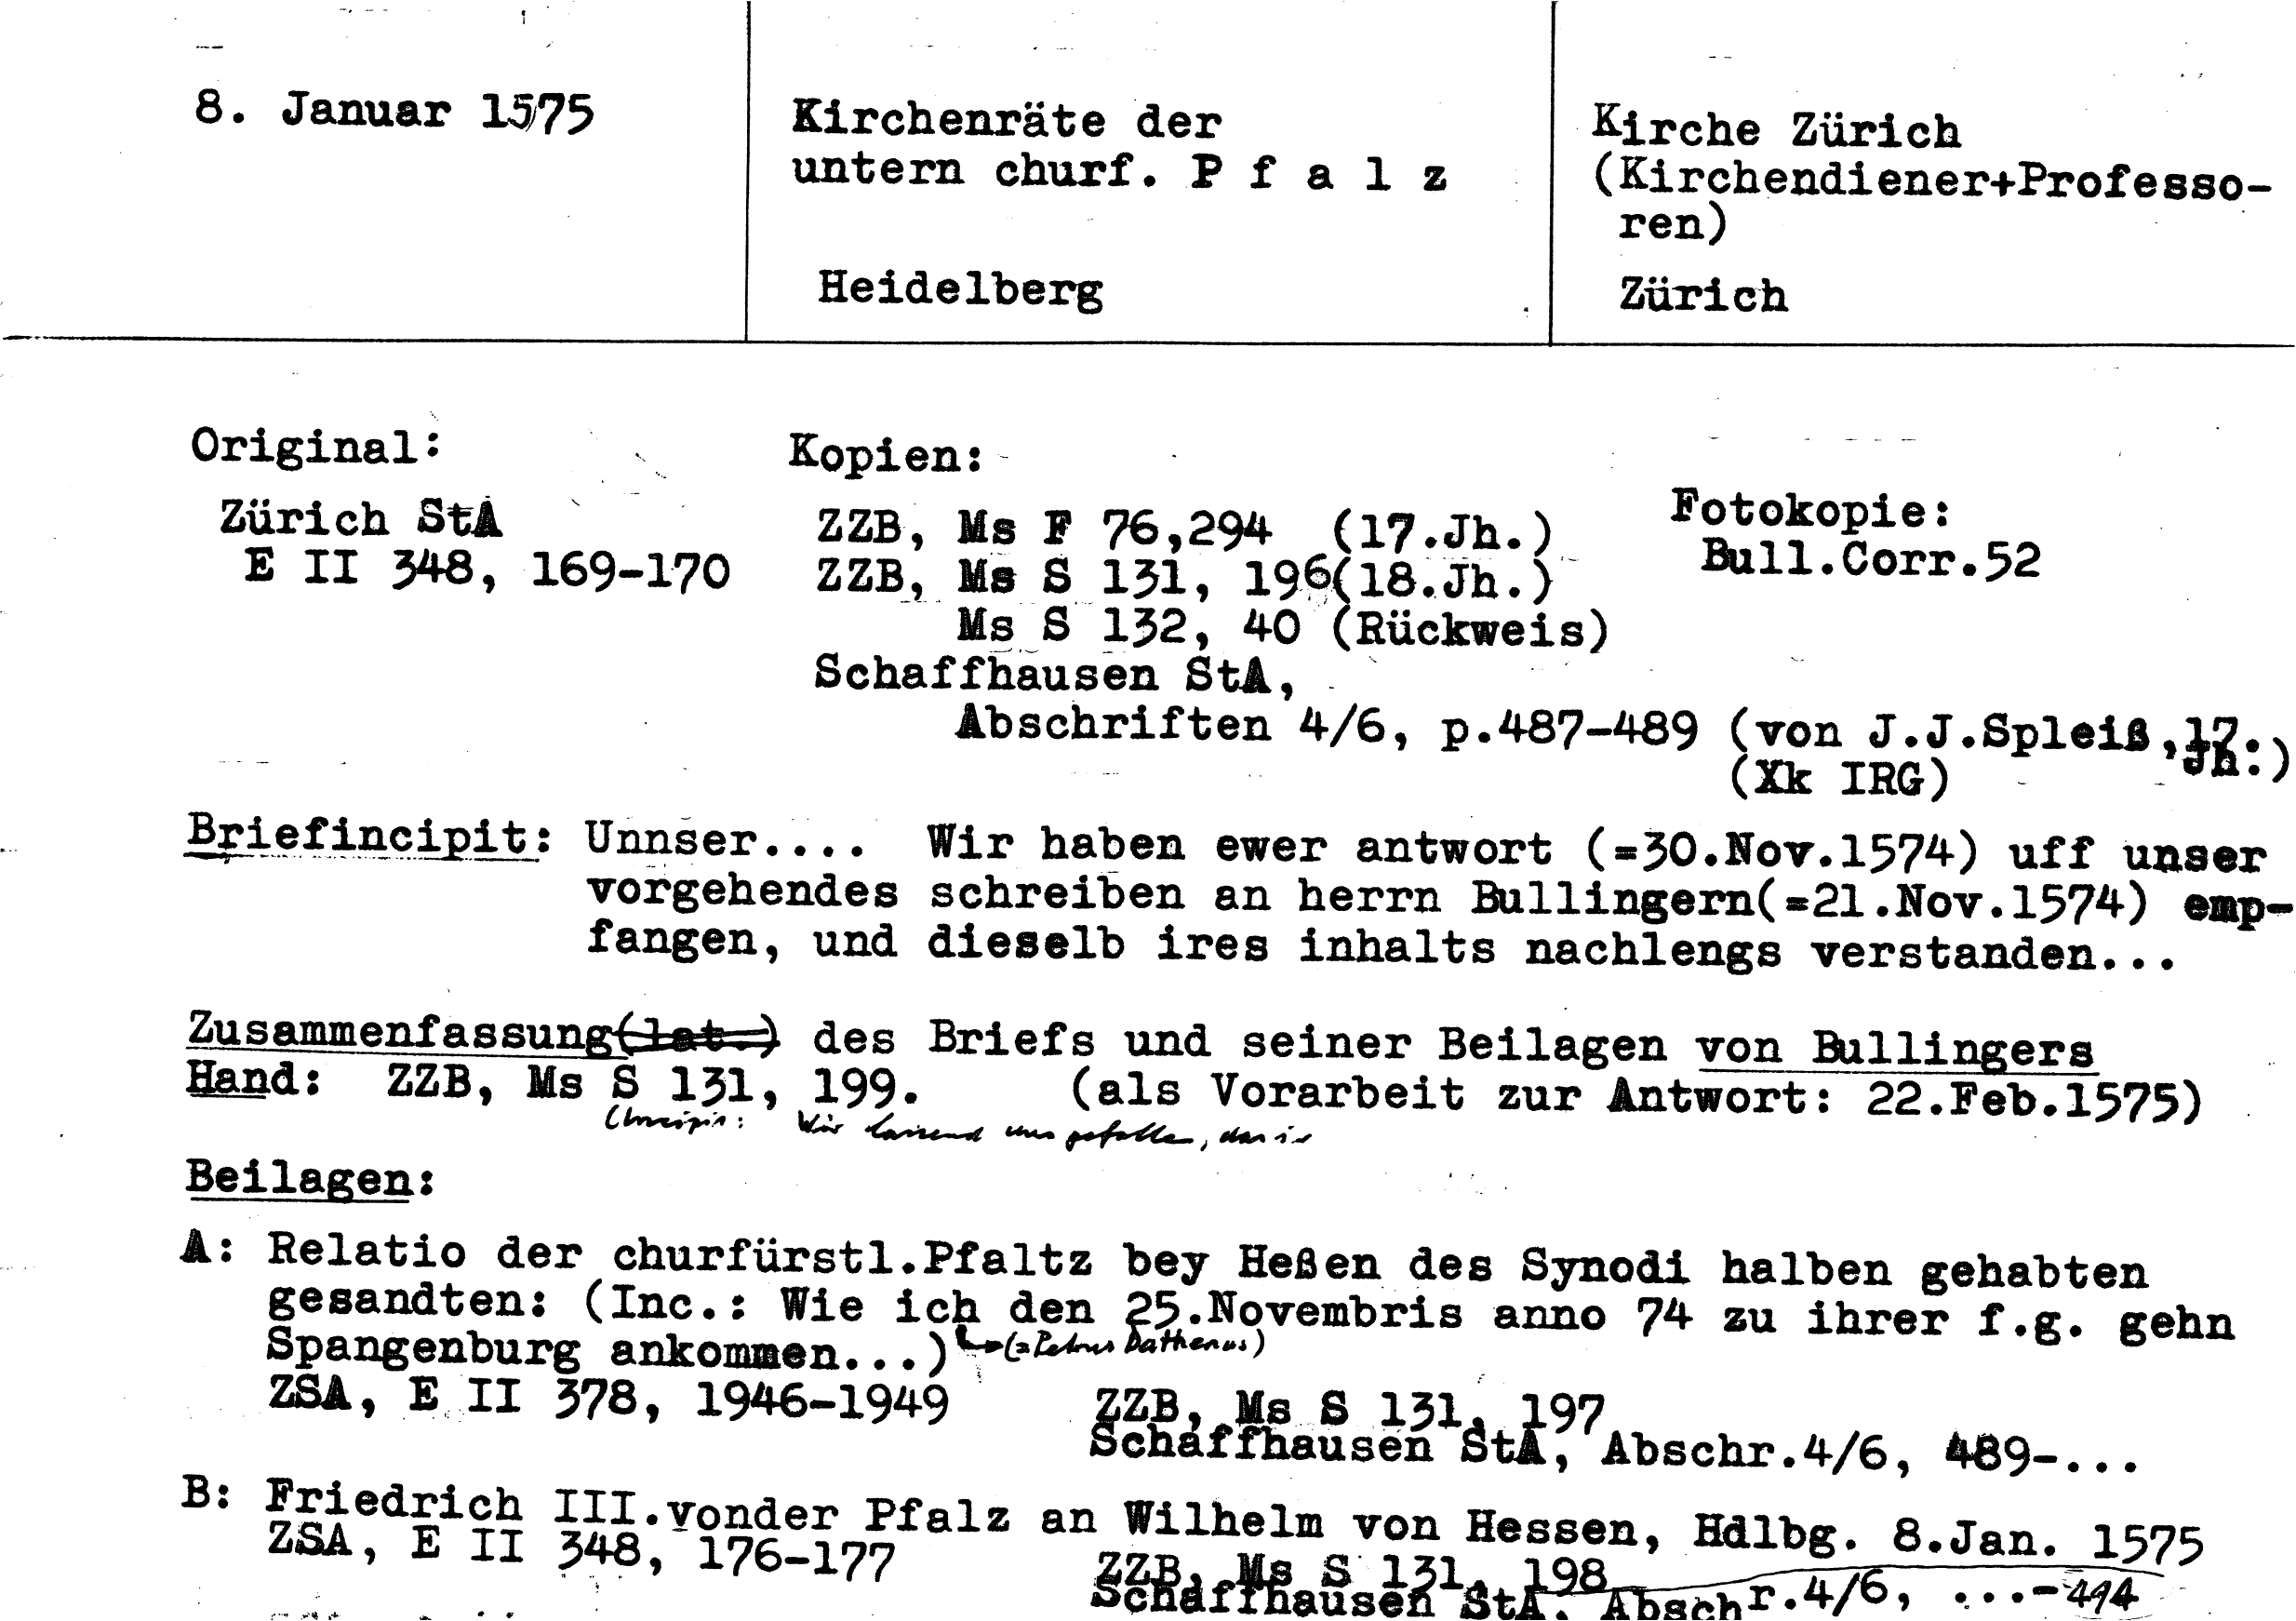 8. Januar 1575
Kirchenräte der
untern churf. P f a l z
Heidelberg
Kirche Zürich
(Kirchendiener+Professo-
ren)
Zürich
Original:
Zürich StA
E II 348, 169-170
Kopien:
ZZB, Ms F 76,294 (17.Jh.)
ZZB, Ms S 131, 196(18.Jh.)
Ms S 132, 40 (Rückweis)
Schaffhausen StA,
Abschriften 4/6, p.487-489 (von J.J.Spleiß,17.
Jh.)
(Xk IRG)
Fotokopie:
Bull.Corr.52
Briefincipit: Unnser.... Wir haben ewer antwort (=30.Nov.1574) uff unser
vorgehendes schreiben an herrn Bullingern(=21.Nov.1574) emp-
fangen, und dieselb ires inhalts nachlengs verstanden...
Zusammenfassung(lat.) des Briefs und seiner Beilagen von Bullingers
Hand: ZZB, Ms S 131, 199. (als Vorarbeit zur Antwort: 22.Feb.1575)
(Incipit: Wir lassend uns gefallen, das
Beilagen:
A: Relatio der churfürstl.Pfaltz bey Heßen des Synodi halben gehabten
gesandten: (Inc.: Wie ich den 25.Novembris anno 74 zu ihrer f.g. gehn
Spangenburg ankommen...) (=Petrus Dathenus)
ZSA, E II 378, 1946-1949 ZZB, Ms S 131, 197
Schaffhausen StA, Abschr.4/6, 489-...
B: Friedrich III.vonder Pfalz an Wilhelm von Hessen, Hdlbg. 8.Jan. 1575
ZSA, E II 348, 176-177 ZZB, Ms S 131, 198
Schaffhausen StA, Abschr.4/6, ...-494